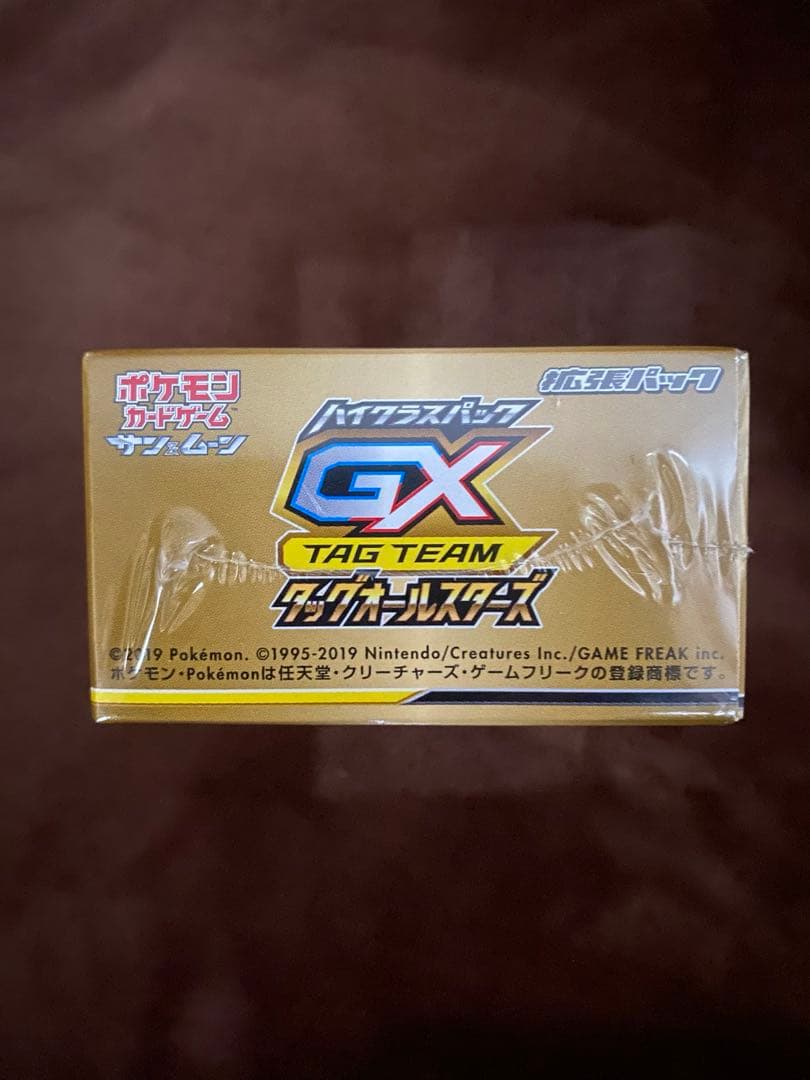 ポケモン
カードゲーム™
サン&ムーン
拡張パック
ハイクラスパック
GX
TAG TEAM
タッグオールスターズ
©2019 Pokémon. ©1995-2019 Nintendo/Creatures Inc./GAME FREAK inc.
ポケモン・Pokémonは任天堂・クリーチャーズ・ゲームフリークの登録商標です。